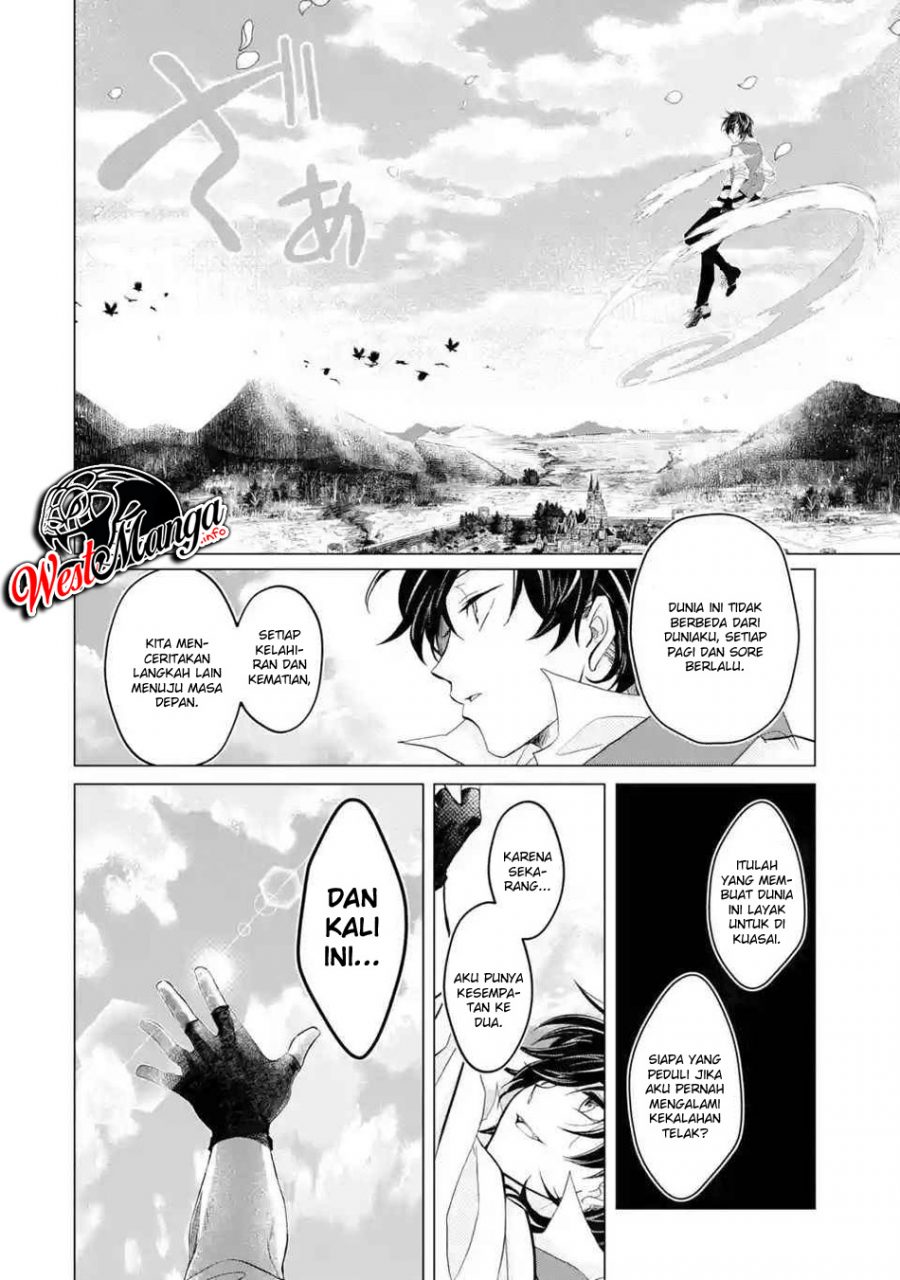 ざあ
WestManga
.info
DUNIA INI TIDAK
BERBEDA DARI
DUNIAKU, SETIAP
PAGI DAN SORE
BERLALU.
SETIAP
KELAHI-
RAN DAN
KEMATIAN,
KITA MEN-
CERITAKAN
LANGKAH LAIN
MENUJU MASA
DEPAN.
ITULAH
YANG MEM-
BUAT DUNIA
INI LAYAK
UNTUK DI
KUASAI.
SIAPA YANG
PEDULI JIKA
AKU PERNAH
MENGALAMI
KEKALAHAN
TELAK?
KARENA
SEKA-
RANG...
AKU PUNYA
KESEMPA-
TAN KE
DUA.
DAN
KALI
INI...